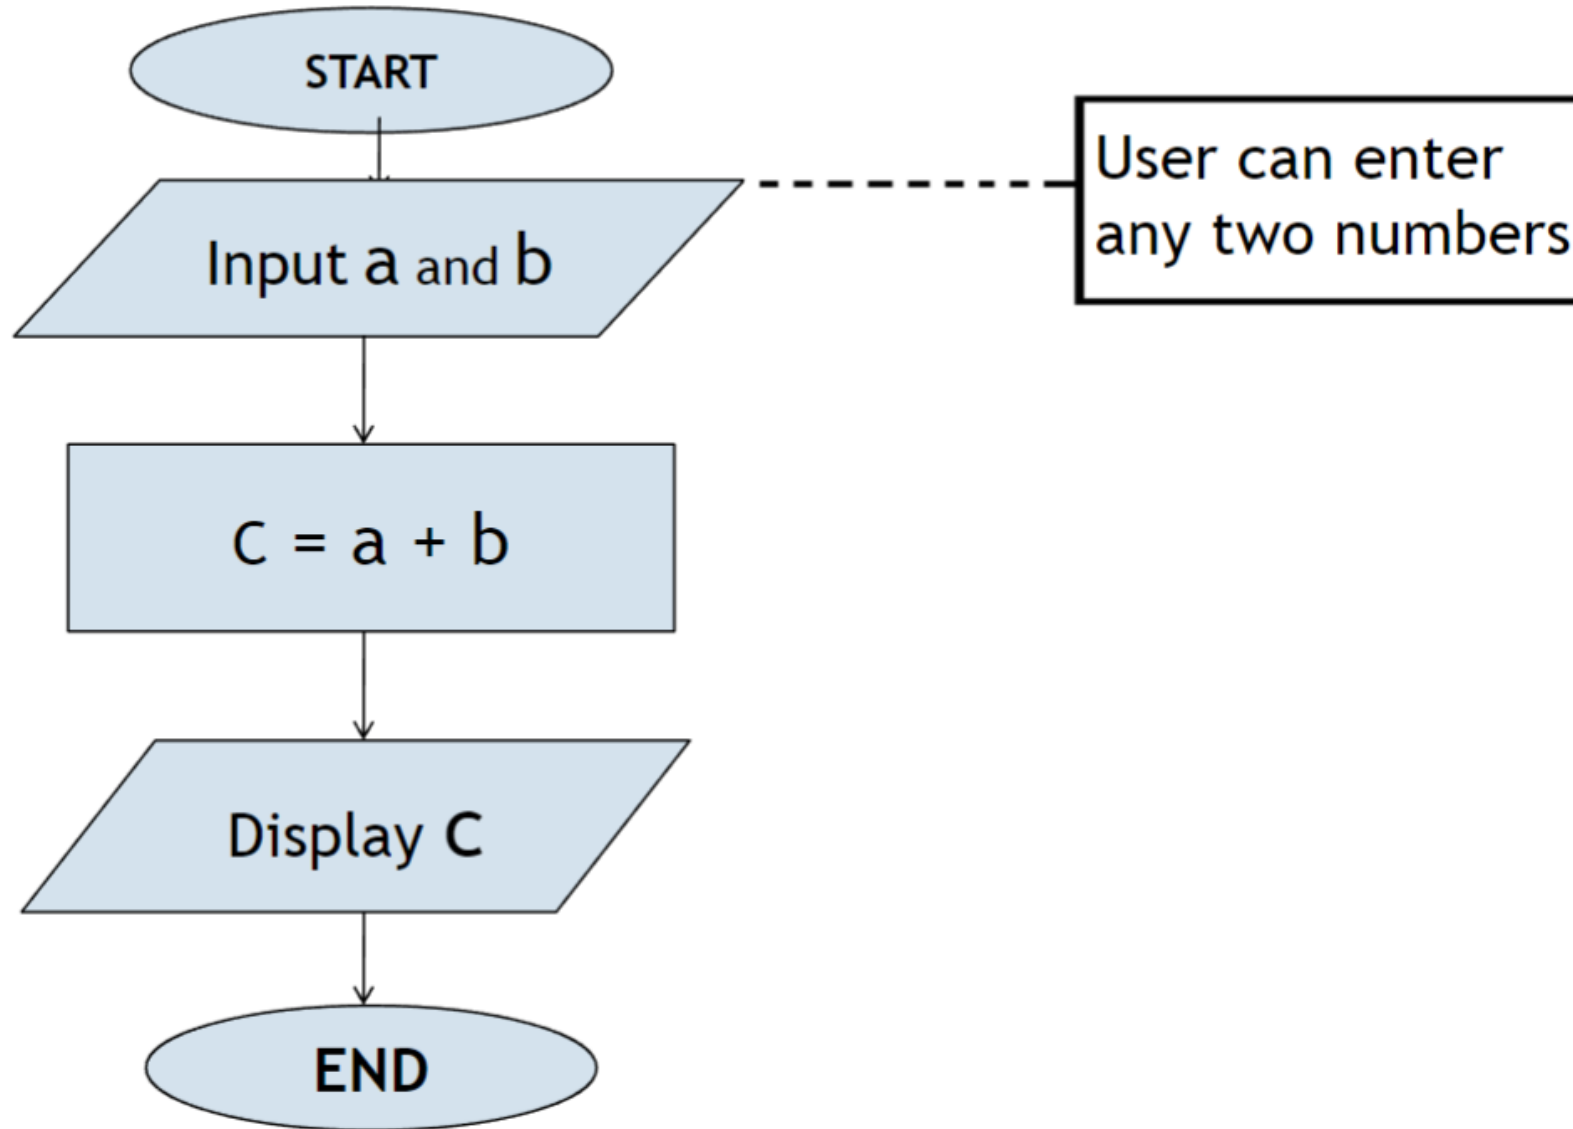 START
User can enter
any two numbers
Input a and b
C = a + b
Display C
END